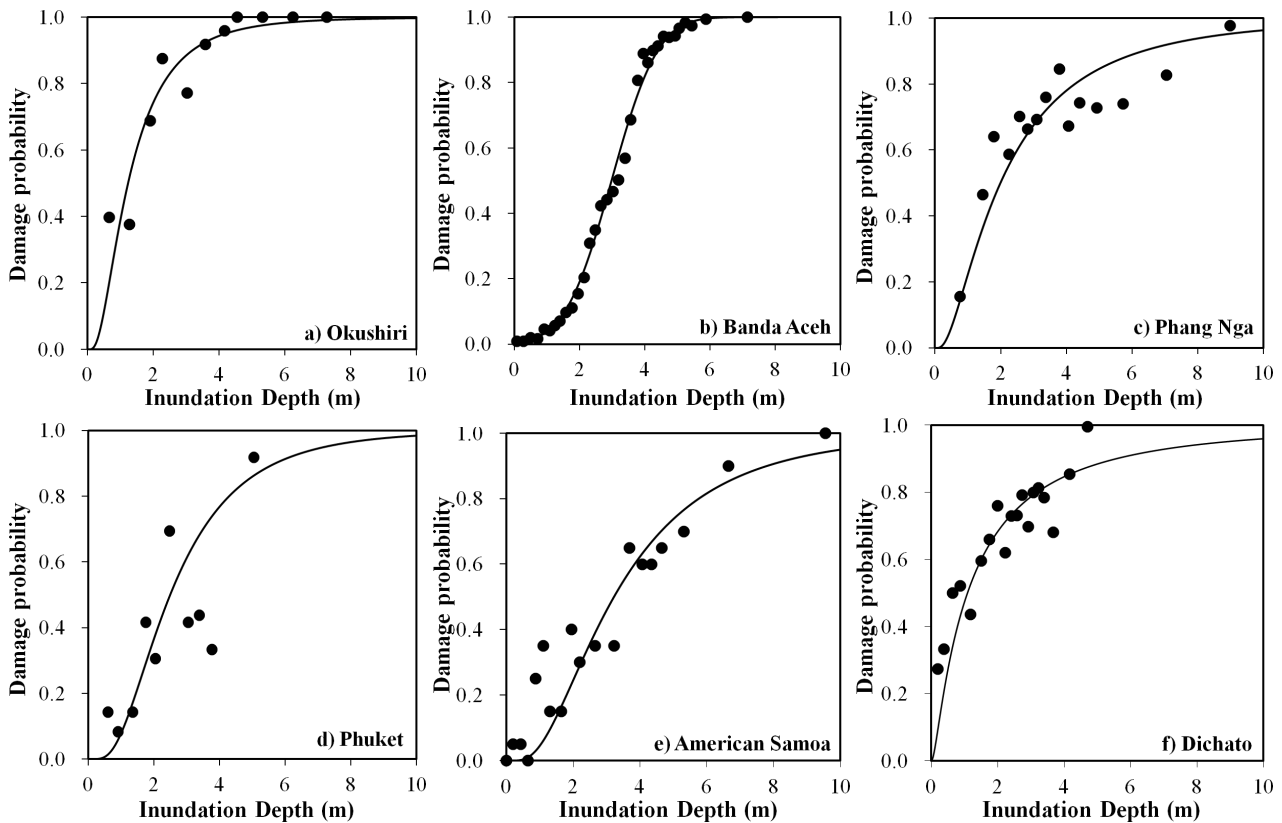 1.0
0.8
0.6
0.4
0.2
0.0
Damage probability
a) Okushiri
0 2 4 6 8 10
Inundation Depth (m)
1.0
0.8
0.6
0.4
0.2
0.0
Damage probability
b) Banda Aceh
0 2 4 6 8 10
Inundation Depth (m)
1.0
0.8
0.6
0.4
0.2
0.0
Damage probability
c) Phang Nga
0 2 4 6 8 10
Inundation Depth (m)
1.0
0.8
0.6
0.4
0.2
0.0
Damage probability
d) Phuket
0 2 4 6 8 10
Inundation Depth (m)
1.0
0.8
0.6
0.4
0.2
0.0
Damage probability
e) American Samoa
0 2 4 6 8 10
Inundation Depth (m)
1.0
0.8
0.6
0.4
0.2
0.0
Damage probability
f) Dichato
0 2 4 6 8 10
Inundation Depth (m)